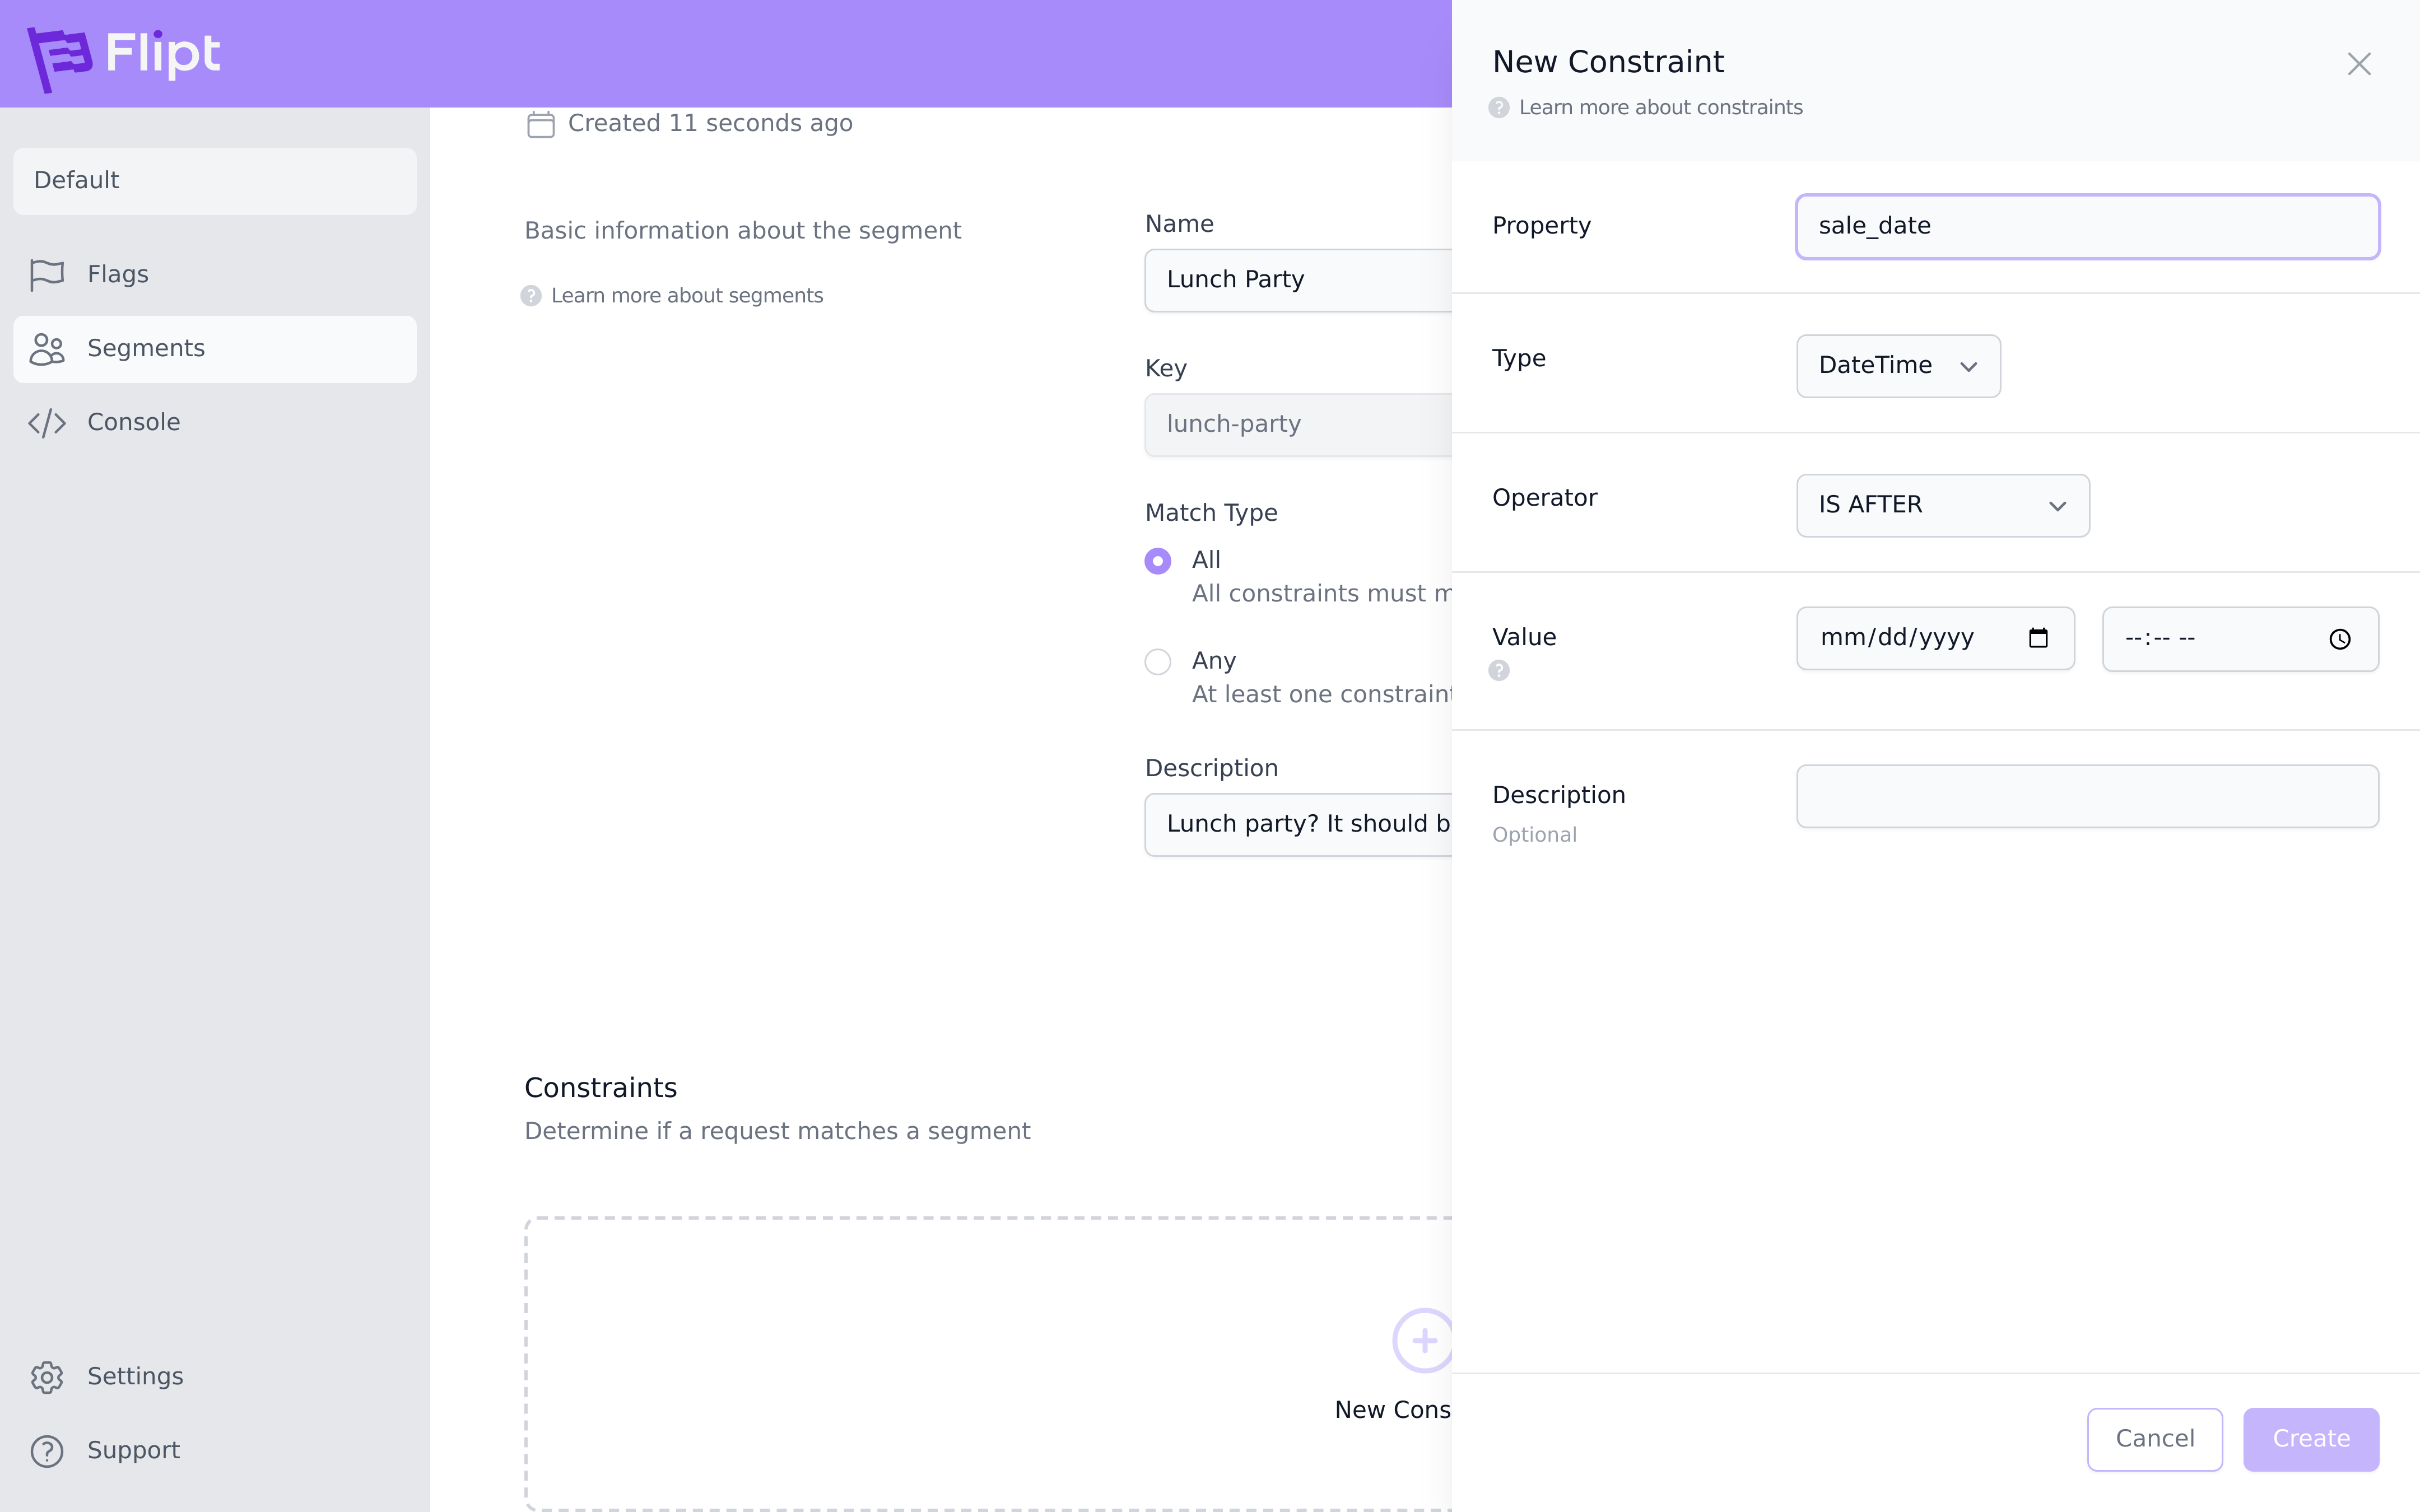 Flipt
Default
Flags
Segments
Console
Settings
Support
Created 11 seconds ago
Basic information about the segment
Learn more about segments
Name
Lunch Party
Key
lunch-party
Match Type
All
All constraints must m
Any
At least one constraint
Description
Lunch party? It should b
Constraints
Determine if a request matches a segment
New Cons
New Constraint
Learn more about constraints
Property
sale_date
Type
DateTime
Operator
IS AFTER
Value
mm/dd/yyyy
--:-- --
Description
Optional
Cancel
Create